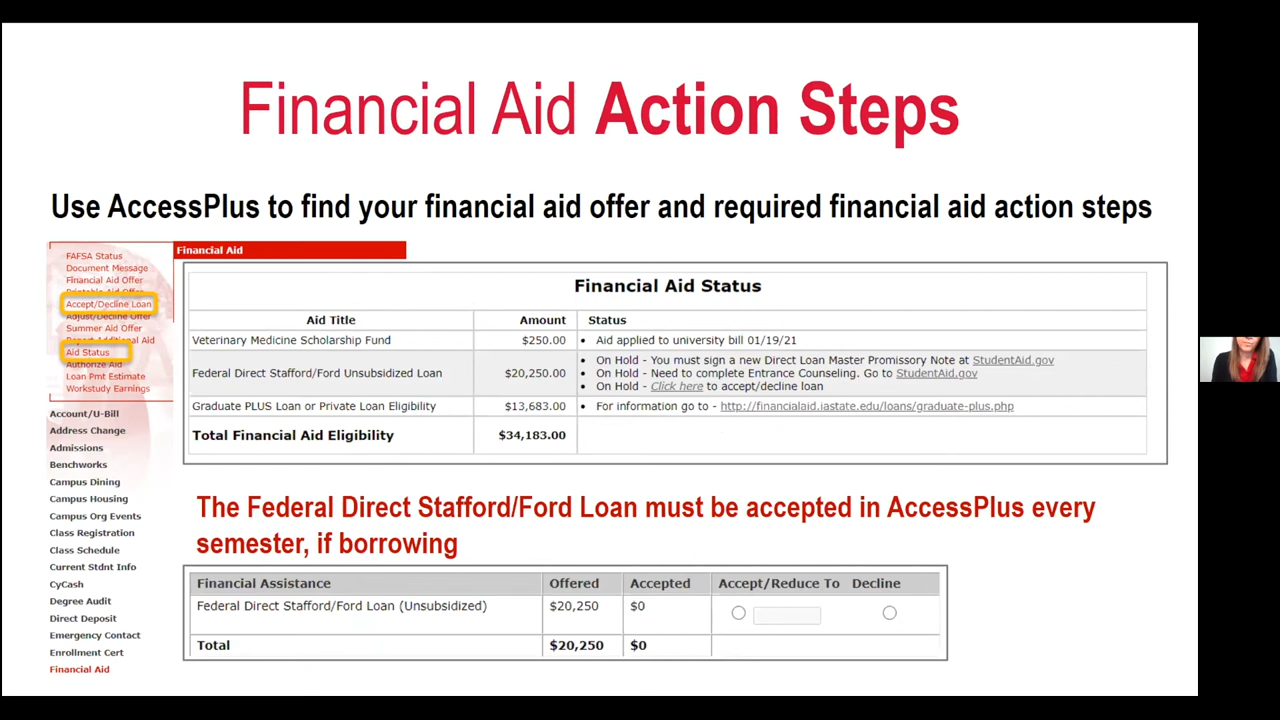 Financial Aid Action Steps
Use AccessPlus to find your financial aid offer and required financial aid action steps
FAFSA Status
Document Message
Financial Aid Offer
Printable Aid Offer
Accept/Decline Loan
Adjust/Decline Offer
Summer Aid Offer
Report Additional Aid
Aid Status
Authorize Aid
Loan Pmt Estimate
Workstudy Earnings
Account/U-Bill
Address Change
Admissions
Benchworks
Campus Dining
Campus Housing
Campus Org Events
Class Registration
Class Schedule
Current Stdnt Info
CyCash
Degree Audit
Direct Deposit
Emergency Contact
Enrollment Cert
Financial Aid
Financial Aid
Financial Aid Status
Aid Title Amount Status
Veterinary Medicine Scholarship Fund $250.00 • Aid applied to university bill 01/19/21
• On Hold - You must sign a new Direct Loan Master Promissory Note at StudentAid.gov
Federal Direct Stafford/Ford Unsubsidized Loan $20,250.00 • On Hold - Need to complete Entrance Counseling. Go to StudentAid.gov
• On Hold - Click here to accept/decline loan
Graduate PLUS Loan or Private Loan Eligibility $13,683.00 • For information go to - http://financialaid.iastate.edu/loans/graduate-plus.php
Total Financial Aid Eligibility $34,183.00
The Federal Direct Stafford/Ford Loan must be accepted in AccessPlus every
semester, if borrowing
Financial Assistance Offered Accepted Accept/Reduce To Decline
Federal Direct Stafford/Ford Loan (Unsubsidized) $20,250 $0
Total $20,250 $0